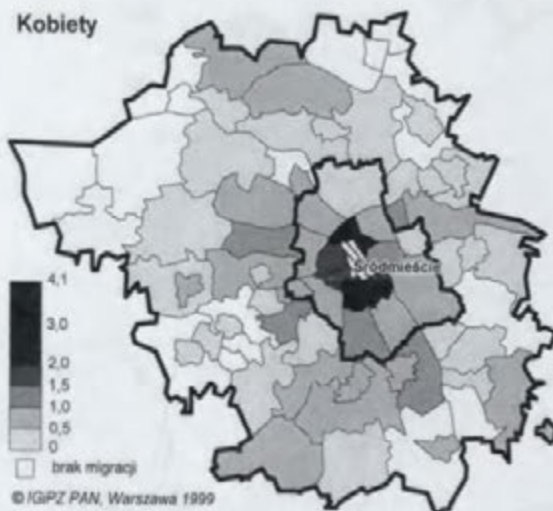 Kobiety
Śródmieście
4,1
3,0
2,0
1,5
1,0
0,5
0
brak migracji
© IGiPZ PAN, Warszawa 1999